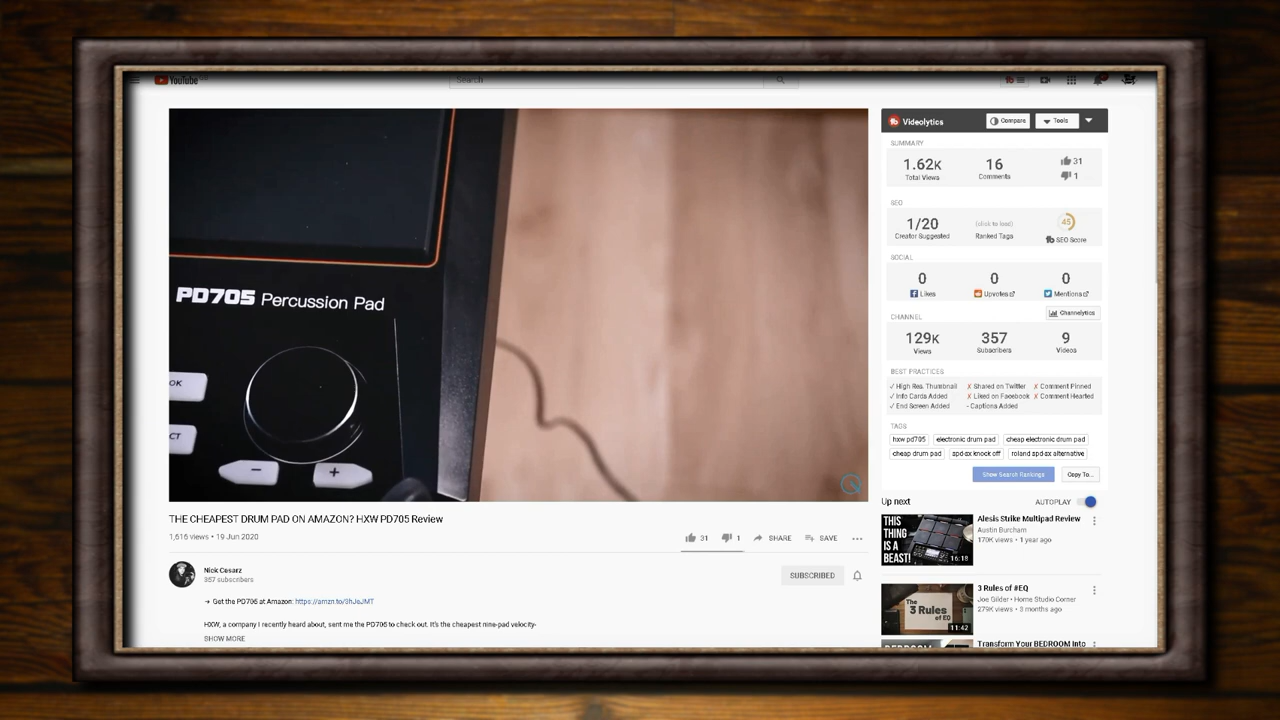 YouTube
Search
PD705 Percussion Pad
OK
CT
Videolytics
Compare
Tools
SUMMARY
1.62K 16 31
Total Views Comments 1
SEO
1/20 (click to load) 45
Creator Suggested Ranked Tags SEO Score
SOCIAL
0 0 0
Likes Upvotes Mentions
CHANNEL Channelytics
129K 357 9
Views Subscribers Videos
BEST PRACTICES
✓ High Res. Thumbnail ✗ Shared on Twitter ✗ Comment Pinned
✓ Info Cards Added ✗ Liked on Facebook ✗ Comment Hearted
✓ End Screen Added - Captions Added
TAGS
hxw pd705 electronic drum pad cheap electronic drum pad
cheap drum pad spd-sx knock off roland spd-sx alternative
Show Search Rankings Copy To...
THE CHEAPEST DRUM PAD ON AMAZON? HXW PD705 Review
1,616 views • 19 Jun 2020
31 1 SHARE SAVE
Nick Cesarz
357 subscribers
SUBSCRIBED
→ Get the PD705 at Amazon: https://amzn.to/3hJeJMT
HXW, a company I recently heard about, sent me the PD705 to check out. It's the cheapest nine-pad velocity-
SHOW MORE
Up next AUTOPLAY
THIS
THING
IS A
BEAST!
16:18
Alesis Strike Multipad Review
Austin Burcham
170K views • 1 year ago
The
3 Rules
of EQ
11:42
3 Rules of #EQ
Joe Gilder • Home Studio Corner
279K views • 3 months ago
BEDROOM
Transform Your BEDROOM Into